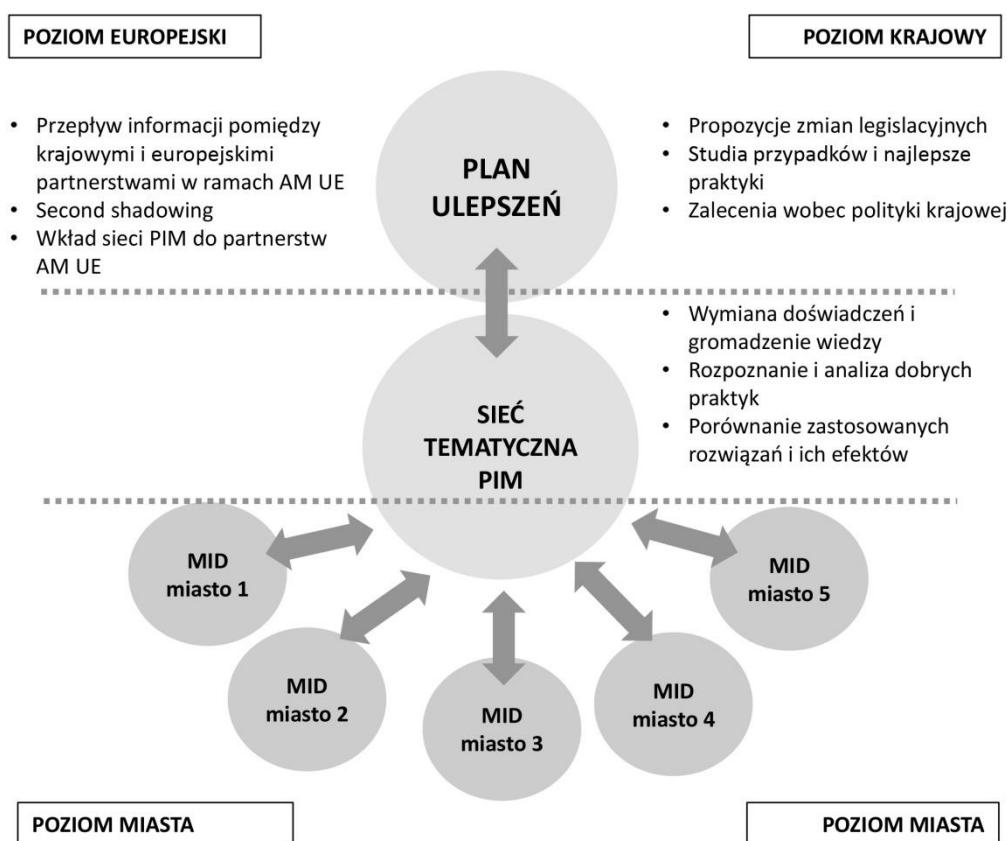 POZIOM EUROPEJSKI
POZIOM KRAJOWY
• Przepływ informacji pomiędzy
krajowymi i europejskimi
partnerstwami w ramach AM UE
• Second shadowing
• Wkład sieci PIM do partnerstw
AM UE
PLAN
ULEPSZEŃ
• Propozycje zmian legislacyjnych
• Studia przypadków i najlepsze
praktyki
• Zalecenia wobec polityki krajowej
• Wymiana doświadczeń i
gromadzenie wiedzy
• Rozpoznanie i analiza dobrych
praktyk
• Porównanie zastosowanych
rozwiązań i ich efektów
SIEĆ
TEMATYCZNA
PIM
MID
miasto 1
MID
miasto 2
MID
miasto 3
MID
miasto 4
MID
miasto 5
POZIOM MIASTA
POZIOM MIASTA